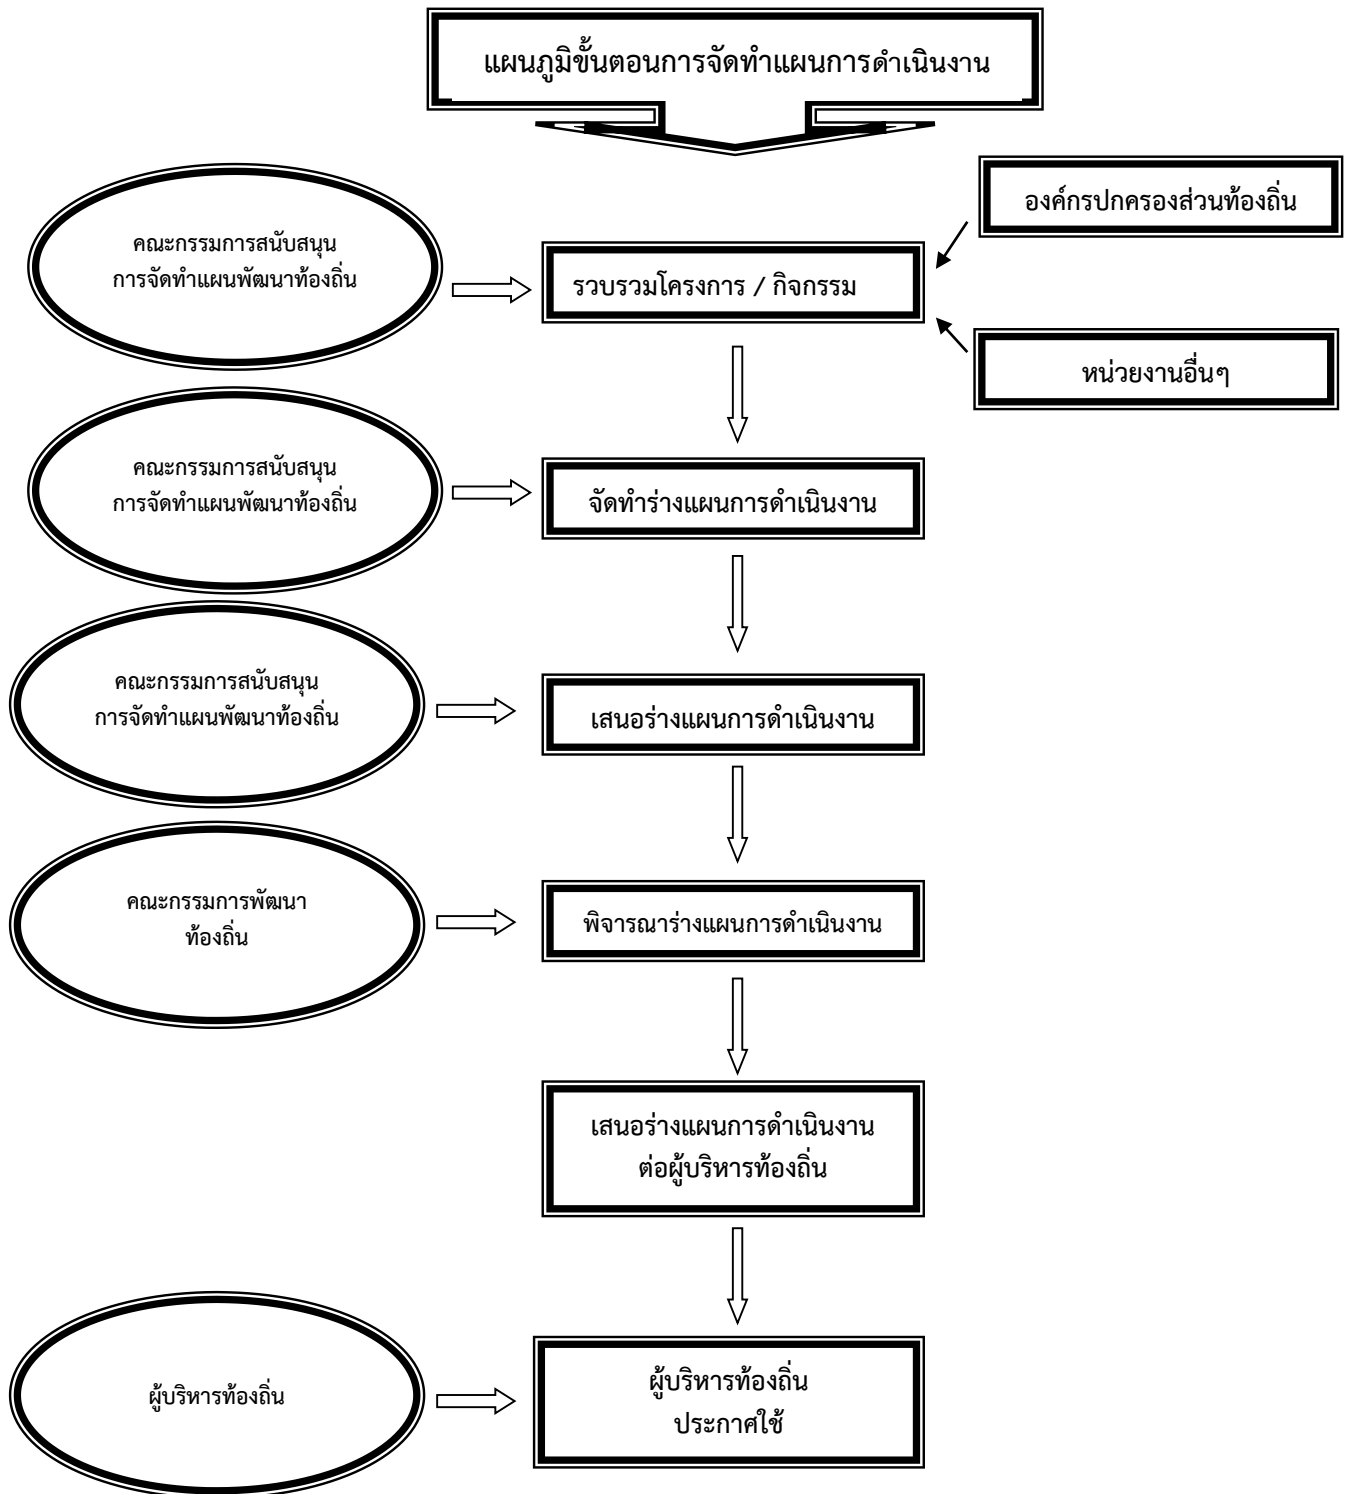 แผนภูมิขั้นตอนการจัดทำแผนการดำเนินงาน
องค์กรปกครองส่วนท้องถิ่น
คณะกรรมการสนับสนุน
การจัดทำแผนพัฒนาท้องถิ่น
รวบรวมโครงการ / กิจกรรม
หน่วยงานอื่นๆ
คณะกรรมการสนับสนุน
การจัดทำแผนพัฒนาท้องถิ่น
จัดทำร่างแผนการดำเนินงาน
คณะกรรมการสนับสนุน
การจัดทำแผนพัฒนาท้องถิ่น
เสนอร่างแผนการดำเนินงาน
คณะกรรมการพัฒนา
ท้องถิ่น
พิจารณาร่างแผนการดำเนินงาน
เสนอร่างแผนการดำเนินงาน
ต่อผู้บริหารท้องถิ่น
ผู้บริหารท้องถิ่น
ผู้บริหารท้องถิ่น
ประกาศใช้